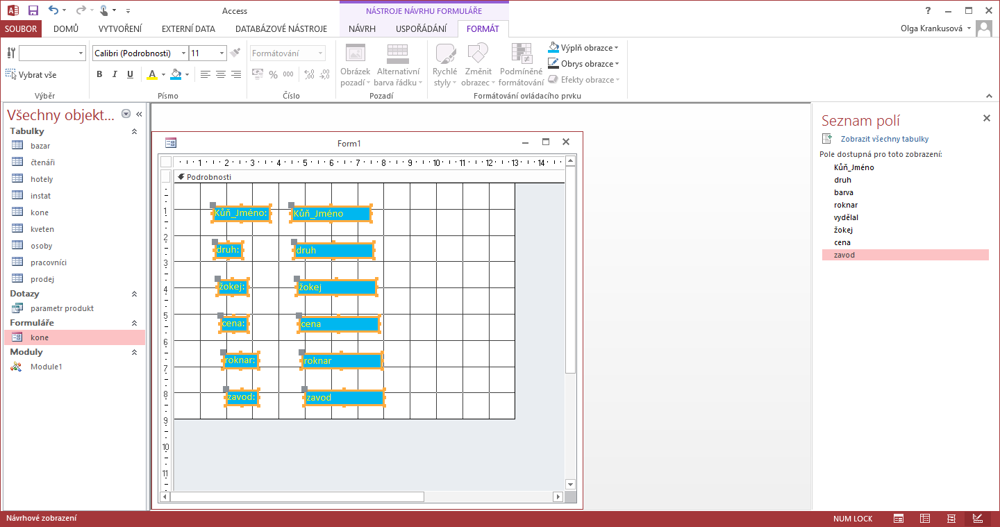 Access
NÁSTROJE NÁVRHU FORMULÁŘE
?
SOUBOR DOMŮ VYTVOŘENÍ EXTERNÍ DATA DATABÁZOVÉ NÁSTROJE NÁVRH USPOŘÁDÁNÍ FORMÁT
Olga Krankusová
Vybrat vše
Výběr
Calibri (Podrobnosti) 11
B I U A
Písmo
Formátování
% 000 ,00 ,00
Číslo
Obrázek pozadí
Alternativní barva řádku
Pozadí
Rychlé styly
Změnit obrazec
Podmíněné formátování
Výplň obrazce
Obrys obrazce
Efekty obrazce
Formátování ovládacího prvku
Všechny objekt...
Tabulky
bazar
čtenáři
hotely
instat
kone
kveten
osoby
pracovníci
prodej
Dotazy
parametr produkt
Formuláře
kone
Moduly
Module1
Form1
1 2 3 4 5 6 7 8 9 10 11 12 13 14
Podrobnosti
1
2
3
4
5
6
7
8
9
10
11
Kůň_Jméno: Kůň_Jméno
druh: druh
žokej: žokej
cena: cena
roknar: roknar
zavod: zavod
Seznam polí
Zobrazit všechny tabulky
Pole dostupná pro toto zobrazení:
Kůň_Jméno
druh
barva
roknar
vydělal
žokej
cena
zavod
Návrhové zobrazení
NUM LOCK